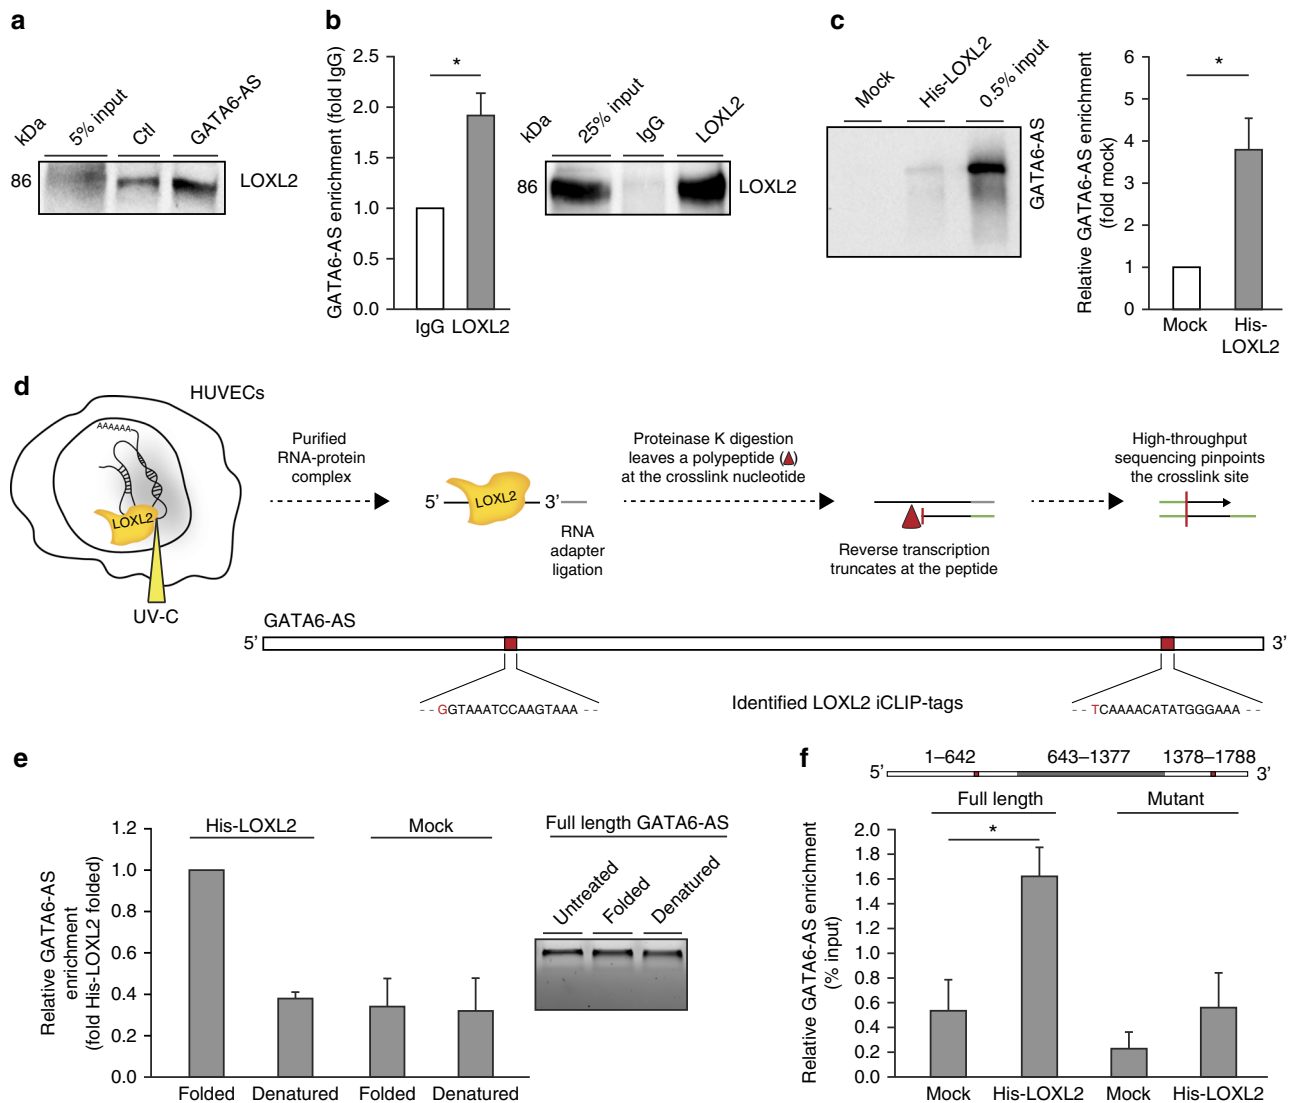 a
kDa
5% input
Ctl
GATA6-AS
86
LOXL2
b
GATA6-AS enrichment (fold IgG)
2.5
2.0
1.5
1.0
0.5
0.0
*
IgG LOXL2
kDa
25% input
IgG
LOXL2
86
LOXL2
c
Mock
His-LOXL2
0.5% input
GATA6-AS
Relative GATA6-AS enrichment
(fold mock)
6
5
4
3
2
1
0
*
Mock
His-
LOXL2
d
HUVECs
AAAAAA
LOXL2
UV-C
Purified
RNA-protein
complex
5’
LOXL2
3’
RNA
adapter
ligation
Proteinase K digestion
leaves a polypeptide ( )
at the crosslink nucleotide
Reverse transcription
truncates at the peptide
High-throughput
sequencing pinpoints
the crosslink site
GATA6-AS
5’
3’
- - GGTAAATCCAAGTAAA - -
Identified LOXL2 iCLIP-tags
- - TCAAAACATATGGGAAA - -
e
Relative GATA6-AS
enrichment
(fold His-LOXL2 folded)
1.2
1.0
0.8
0.6
0.4
0.2
0.0
His-LOXL2
Mock
Folded
Denatured
Folded
Denatured
Full length GATA6-AS
Untreated
Folded
Denatured
f
1–642
643–1377
1378–1788
5’
3’
Full length
Mutant
Relative GATA6-AS enrichment
(% input)
2.0
1.8
1.6
1.4
1.2
1.0
0.8
0.6
0.4
0.2
0.0
*
Mock
His-LOXL2
Mock
His-LOXL2